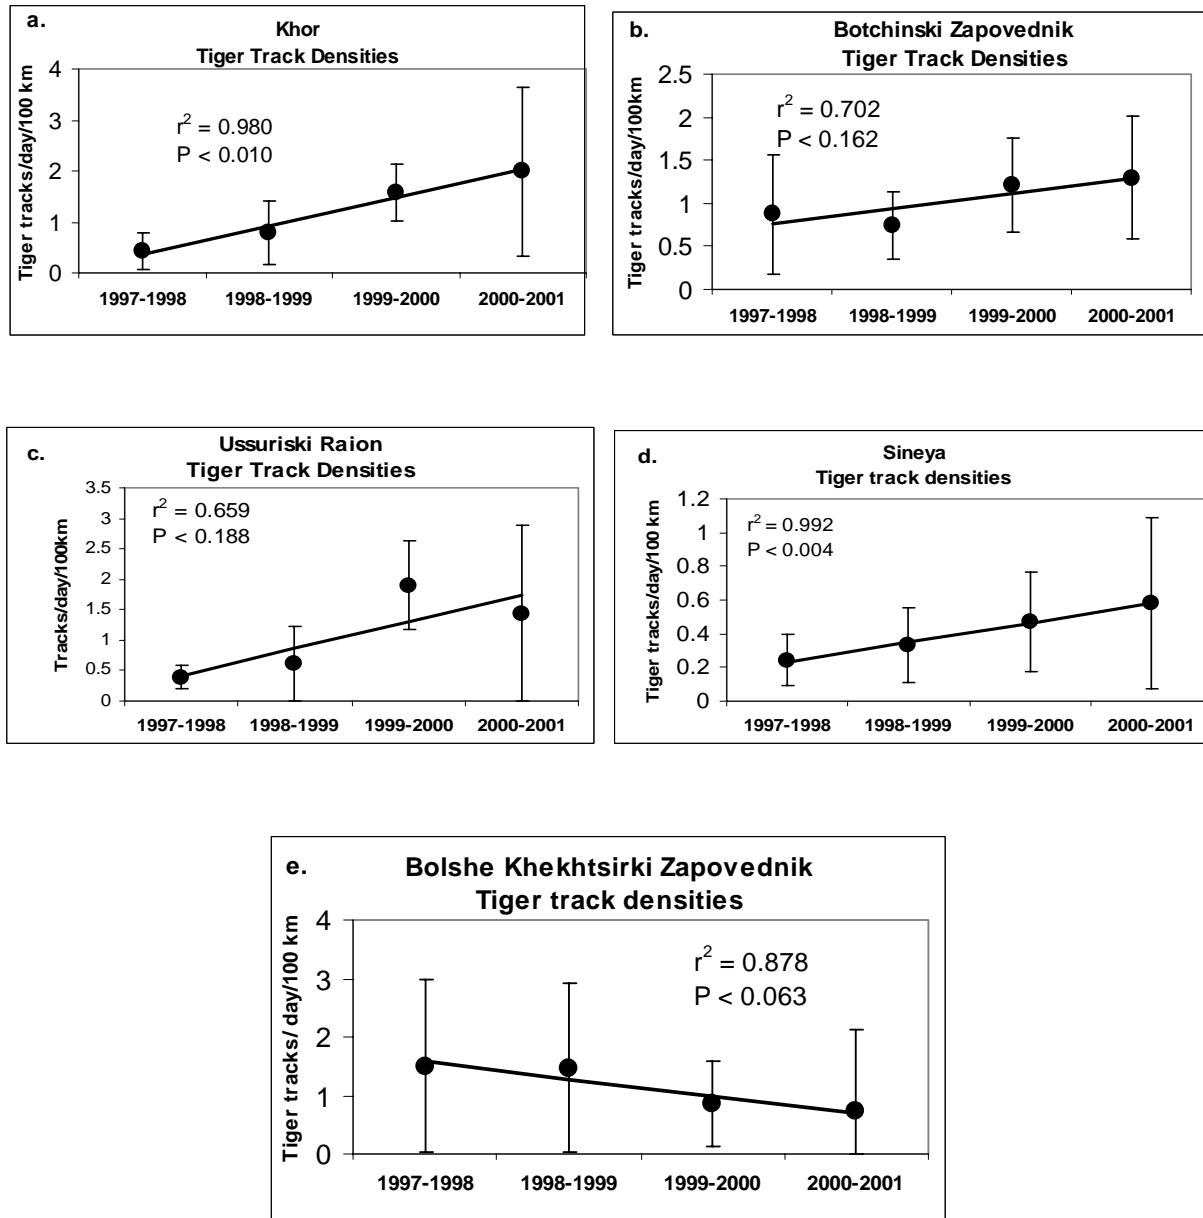 a.
Khor
Tiger Track Densities
Tiger tracks/day/100 km
4
3
2
1
0
r² = 0.980
P < 0.010
1997-1998 1998-1999 1999-2000 2000-2001
b.
Botchinski Zapovednik
Tiger Track Densities
Tiger tracks/day/100km
2.5
2
1.5
1
0.5
0
r² = 0.702
P < 0.162
1997-1998 1998-1999 1999-2000 2000-2001
c.
Ussuriski Raion
Tiger Track Densities
Tracks/day/100km
3.5
3
2.5
2
1.5
1
0.5
0
r² = 0.659
P < 0.188
1997-1998 1998-1999 1999-2000 2000-2001
d.
Sineya
Tiger track densities
Tiger tracks/day/100 km
1.2
1
0.8
0.6
0.4
0.2
0
r² = 0.992
P < 0.004
1997-1998 1998-1999 1999-2000 2000-2001
e.
Bolshe Khekhtsirki Zapovednik
Tiger track densities
Tiger tracks/ day/100 km
4
3
2
1
0
r² = 0.878
P < 0.063
1997-1998 1998-1999 1999-2000 2000-2001